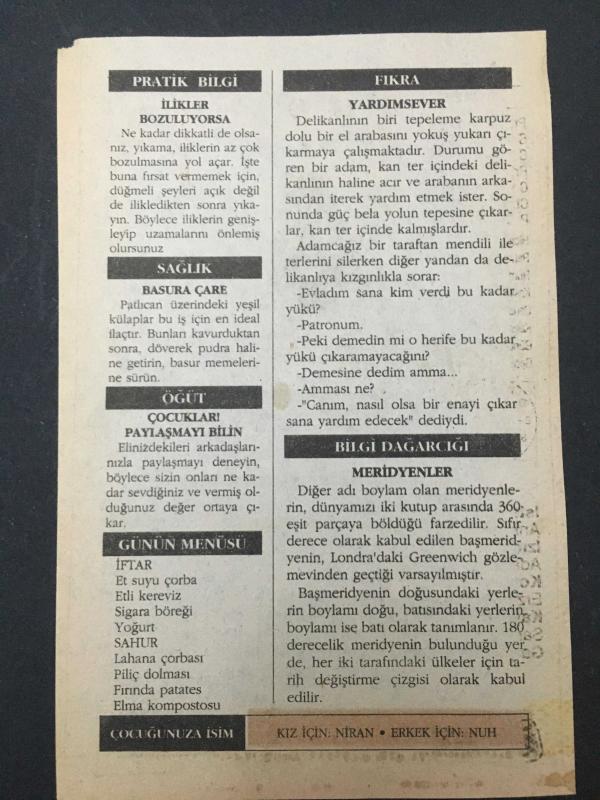 PRATİK BİLGİ
İLİKLER
BOZULUYORSA
Ne kadar dikkatli de olsa-
nız, yıkama, iliklerin az çok
bozulmasına yol açar. İşte
buna fırsat vermemek için,
düğmeli şeyleri açık değil
de ilikledikten sonra yıka-
yın. Böylece iliklerin geniş-
leyip uzamalarını önlemiş
olursunuz
SAĞLIK
BASURA ÇARE
Patlıcan üzerindeki yeşil
külaplar bu iş için en ideal
ilaçtır. Bunları kavurduktan
sonra, döverek pudra hali-
ne getirin, basur memeleri-
ne sürün.
ÖĞÜT
ÇOCUKLAR!
PAYLAŞMAYI BİLİN
Elinizdekileri arkadaşları-
nızla paylaşmayı deneyin,
böylece sizin onları ne ka-
dar sevdiğiniz ve vermiş ol-
duğunuz değer ortaya çı-
kar.
GÜNÜN MENÜSÜ
İFTAR
Et suyu çorba
Etli kereviz
Sigara böreği
Yoğurt
SAHUR
Lahana çorbası
Piliç dolması
Fırında patates
Elma kompostosu
FIKRA
YARDIMSEVER
Delikanlının biri tepeleme karpuz
dolu bir el arabasını yokuş yukarı çı-
karmaya çalışmaktadır. Durumu gö-
ren bir adam, kan ter içindeki deli-
kanlının haline acır ve arabanın arka-
sından iterek yardım etmek ister. So-
nunda güç bela yolun tepesine çıkar-
lar, kan ter içinde kalmışlardır.
Adamcağız bir taraftan mendili ile
terlerini silerken diğer yandan da de-
likanlıya kızgınlıkla sorar:
-Evladım sana kim verdi bu kadar
yükü?
-Patronum.
-Peki demedin mi o herife bu kadar
yükü çıkaramayacağını?
-Demesine dedim amma...
-Amması ne?
-"Canım, nasıl olsa bir enayi çıkar
sana yardım edecek" dediydi.
BİLGİ DAĞARCIĞI
MERİDYENLER
Diğer adı boylam olan meridyenle-
rin, dünyamızı iki kutup arasında 360
eşit parçaya böldüğü farzedilir. Sıfır
derece olarak kabul edilen başmerid-
yenin, Londra'daki Greenwich gözle-
mevinden geçtiği varsayılmıştır.
Başmeridyenin doğusundaki yerle-
rin boylamı doğu, batısındaki yerlerin
boylamı ise batı olarak tanımlanır. 180
derecelik meridyenin bulunduğu yer
de, her iki tarafındaki ülkeler için ta-
rih değiştirme çizgisi olarak kabul
edilir.
ÇOCUĞUNUZA İSİM
KIZ İÇİN: NİRAN • ERKEK İÇİN: NUH